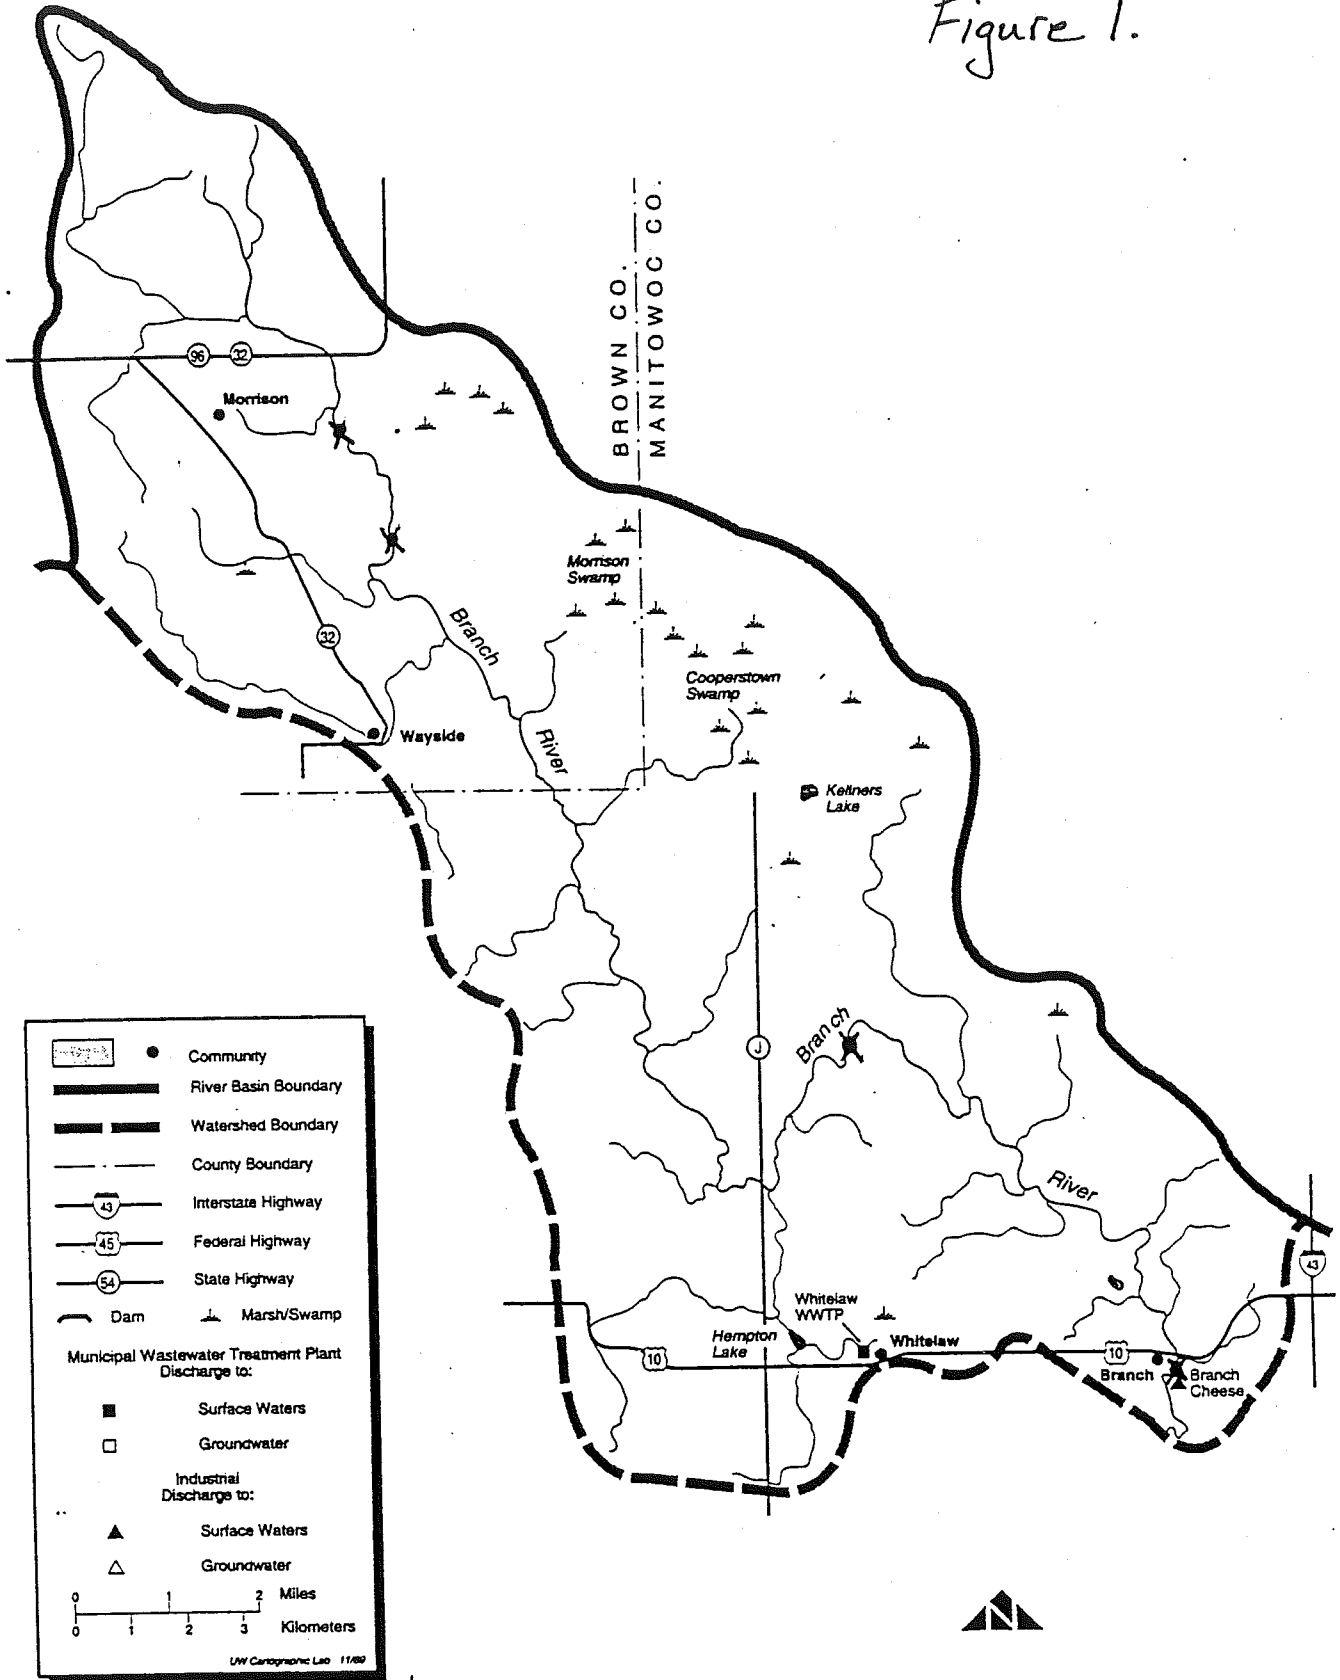 Figure 1.
BROWN CO.
MANITOWOC CO.
96
32
Morrison
Morrison
Swamp
Branch
32
Cooperstown
Swamp
River
Wayside
Kellners
Lake
J
Branch
River
43
Whitelaw
WWTP
Hempton
Lake
Whitelaw
10
10
Branch
Branch
Cheese
Community
River Basin Boundary
Watershed Boundary
County Boundary
43
Interstate Highway
45
Federal Highway
54
State Highway
Dam
Marsh/Swamp
Municipal Wastewater Treatment Plant
Discharge to:
Surface Waters
Groundwater
Industrial
Discharge to:
Surface Waters
Groundwater
0 1 2 Miles
0 1 2 3 Kilometers
UW Cartographic Lab 11/89
N